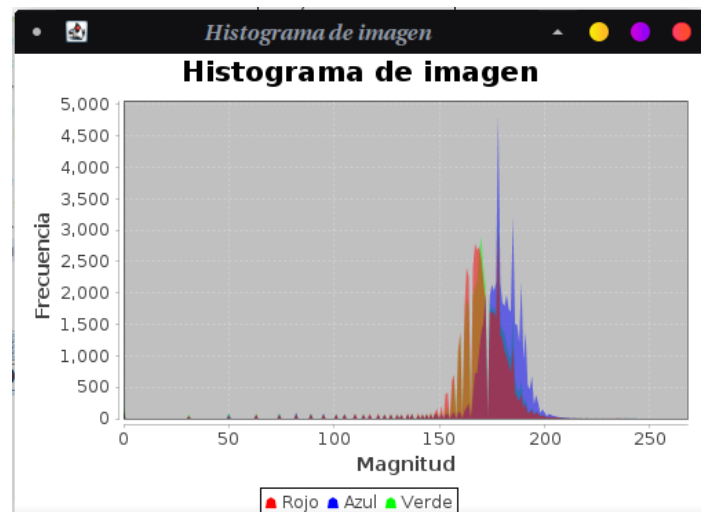 Histograma de imagen
Histograma de imagen
5,000
4,500
4,000
3,500
3,000
2,500
2,000
1,500
1,000
500
0
Frecuencia
0 50 100 150 200 250
Magnitud
Rojo Azul Verde